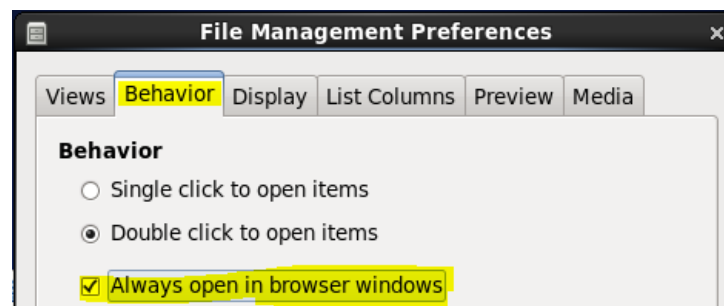 File Management Preferences
Views Behavior Display List Columns Preview Media
Behavior
Single click to open items
Double click to open items
Always open in browser windows